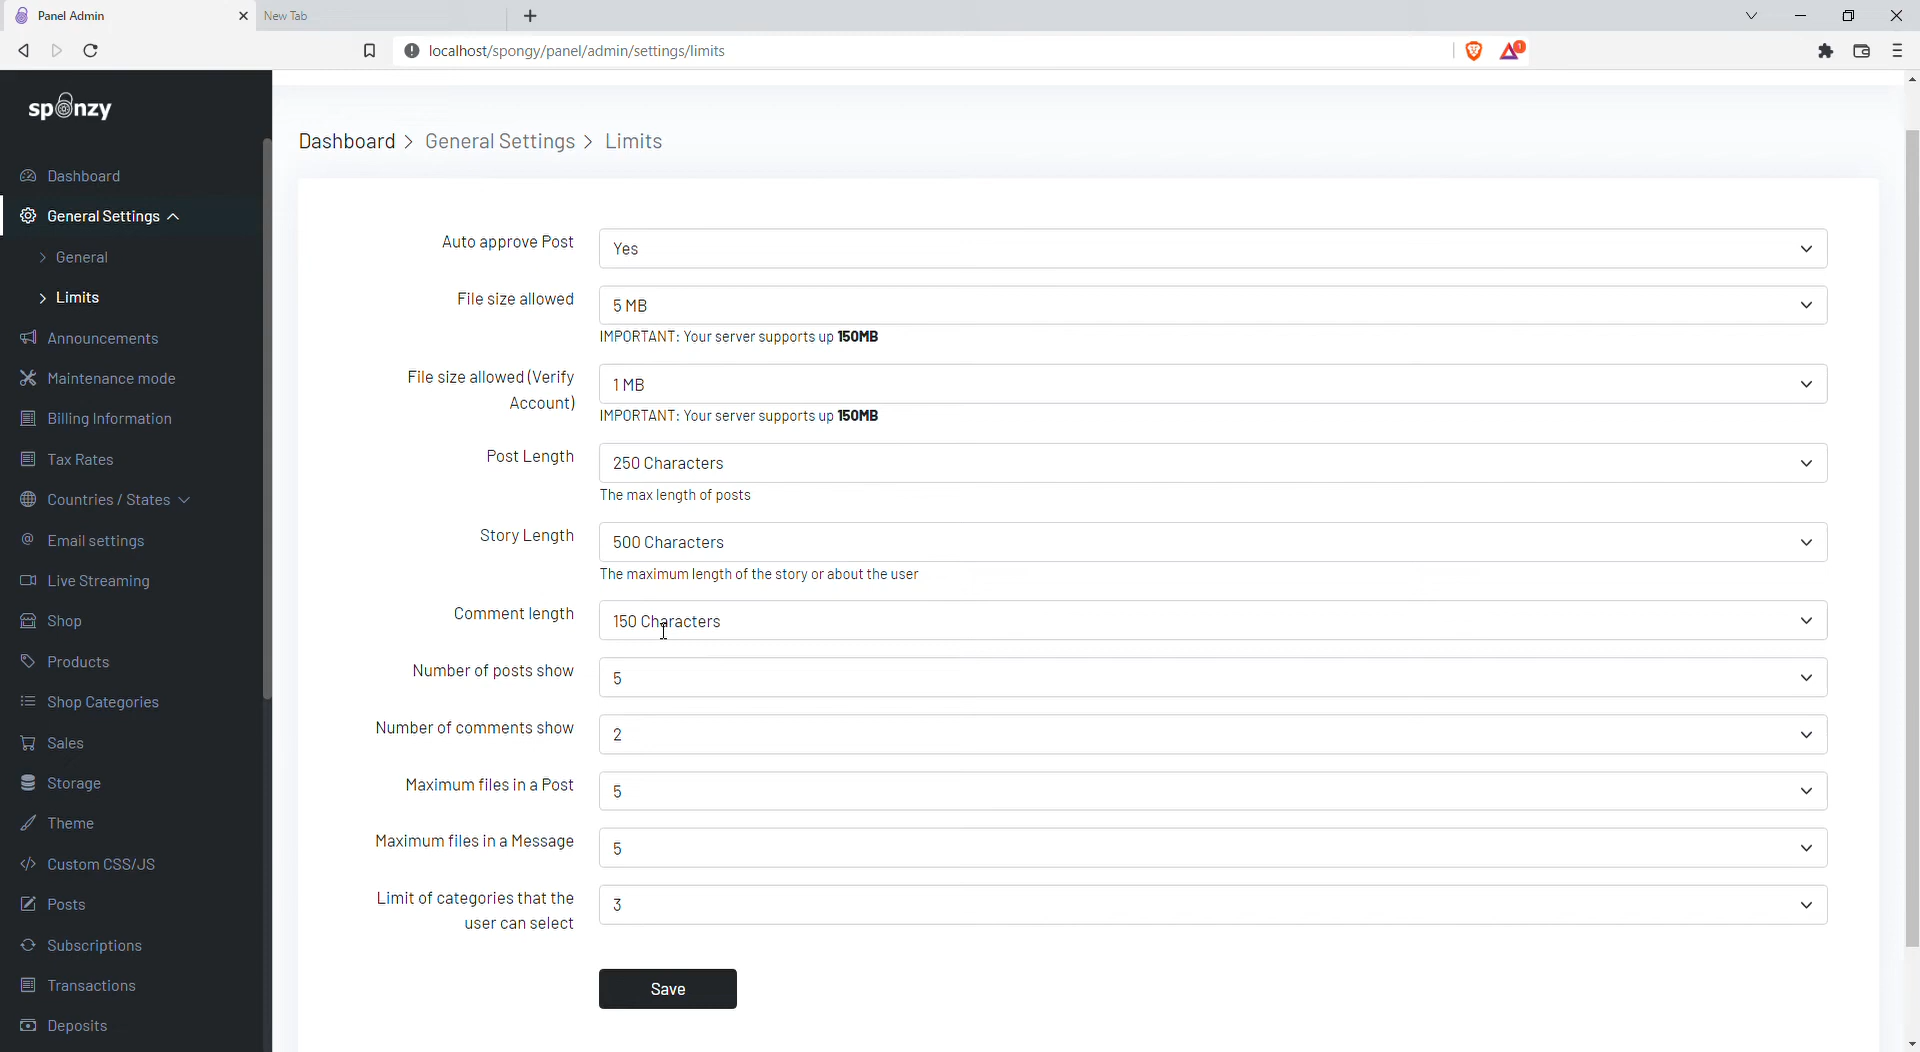 Panel Admin
New Tab
localhost/spongy/panel/admin/settings/limits
1
sponzy
Dashboard
General Settings
General
Limits
Announcements
Maintenance mode
Billing Information
Tax Rates
Countries / States
Email settings
Live Streaming
Shop
Products
Shop Categories
Sales
Storage
Theme
Custom CSS/JS
Posts
Subscriptions
Transactions
Deposits
Dashboard > General Settings > Limits
Auto approve Post
Yes
File size allowed
5 MB
IMPORTANT: Your server supports up 150MB
File size allowed (Verify
Account)
1 MB
IMPORTANT: Your server supports up 150MB
Post Length
250 Characters
The max length of posts
Story Length
500 Characters
The maximum length of the story or about the user
Comment length
150 Characters
Number of posts show
5
Number of comments show
2
Maximum files in a Post
5
Maximum files in a Message
5
Limit of categories that the
user can select
3
Save